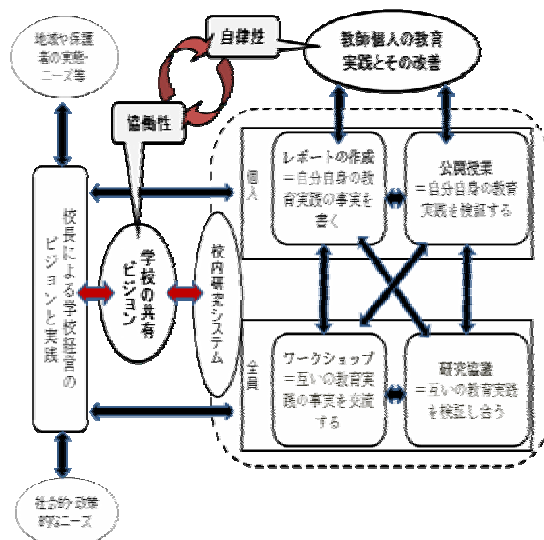 地域や保護
者の実態・
ニーズ等
自律性
教師個人の教育
実践とその改善
協働性
個人
レポートの作成
＝自分自身の教
育実践の事実を
書く
公開授業
＝自分自身の教育
実践を検証する
校長による学校経営の
ビジョンと実践
学校の共有
ビジョン
校内研究システム
全員
ワークショップ
＝互いの教育実
践の事実を交流
する
研究協議
＝互いの教育実践
を検証し合う
社会的・政策
的なニーズ